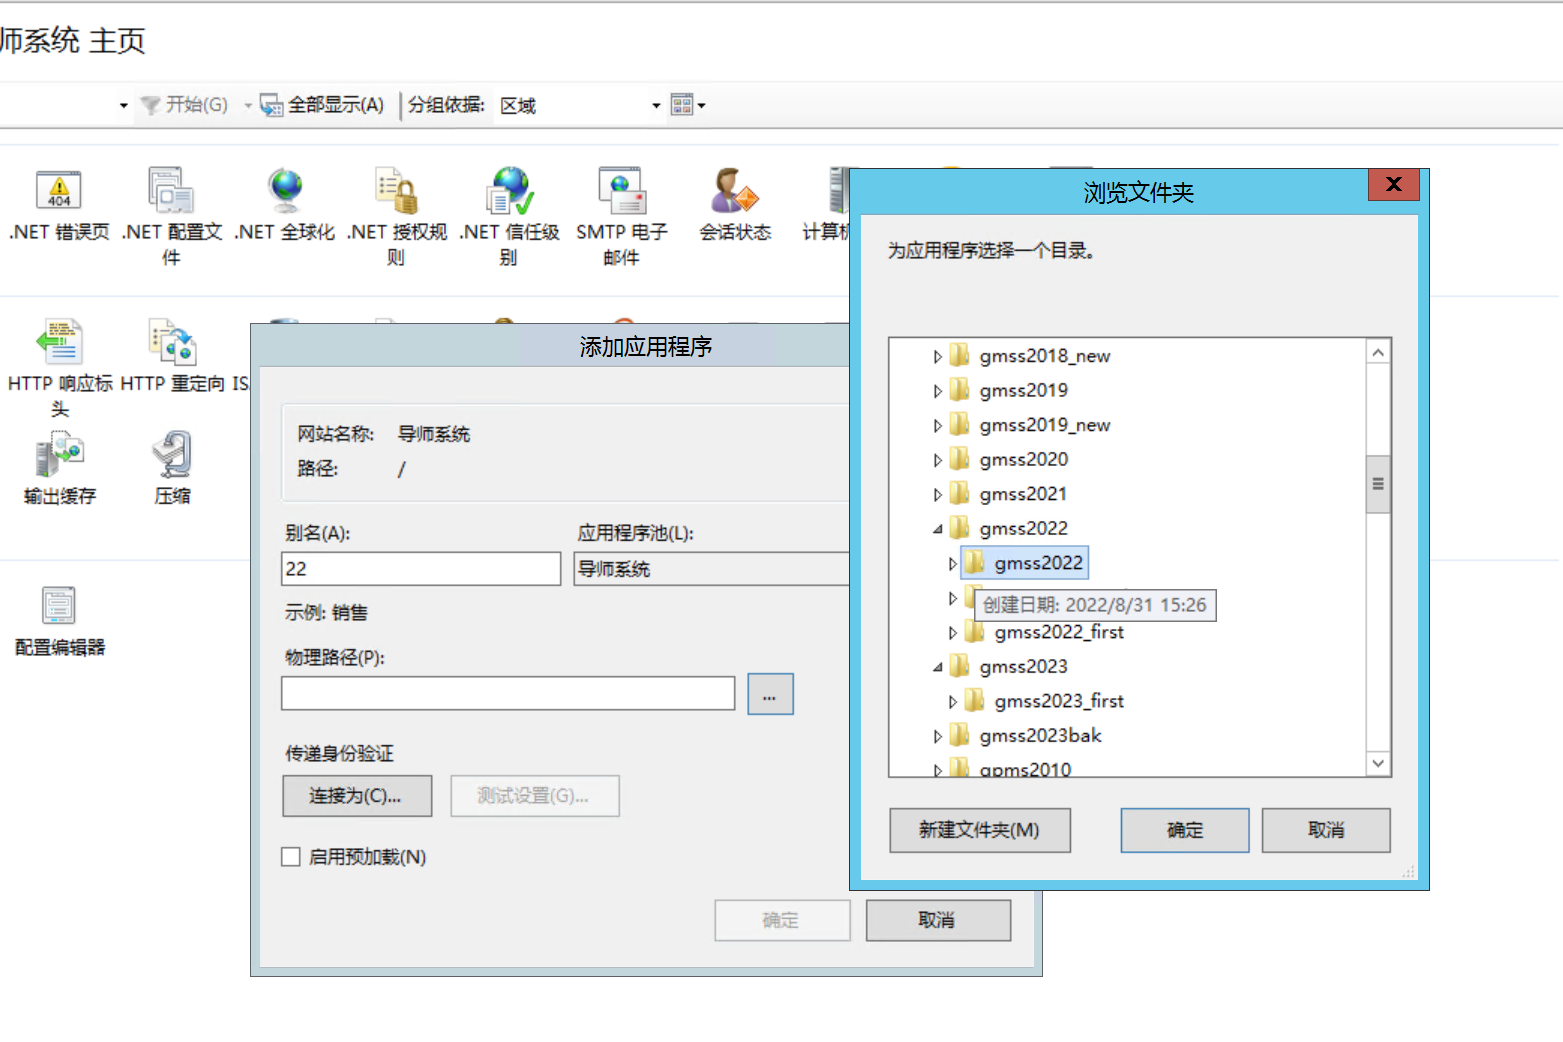 师系统 主页
开始(G) 全部显示(A) 分组依据: 区域
404
.NET 错误页
.NET 配置文件
.NET 全球化
.NET 授权规则
.NET 信任级别
SMTP 电子邮件
会话状态
计算机
HTTP 响应标头
HTTP 重定向
IS
输出缓存
压缩
配置编辑器
添加应用程序
网站名称: 导师系统
路径: /
别名(A):
应用程序池(L):
22
导师系统
示例: 销售
物理路径(P):
...
传递身份验证
连接为(C)...
测试设置(G)...
启用预加载(N)
确定
取消
浏览文件夹
为应用程序选择一个目录。
gmss2018_new
gmss2019
gmss2019_new
gmss2020
gmss2021
gmss2022
gmss2022
创建日期: 2022/8/31 15:26
gmss2022_first
gmss2023
gmss2023_first
gmss2023bak
gpms2010
新建文件夹(M)
确定
取消